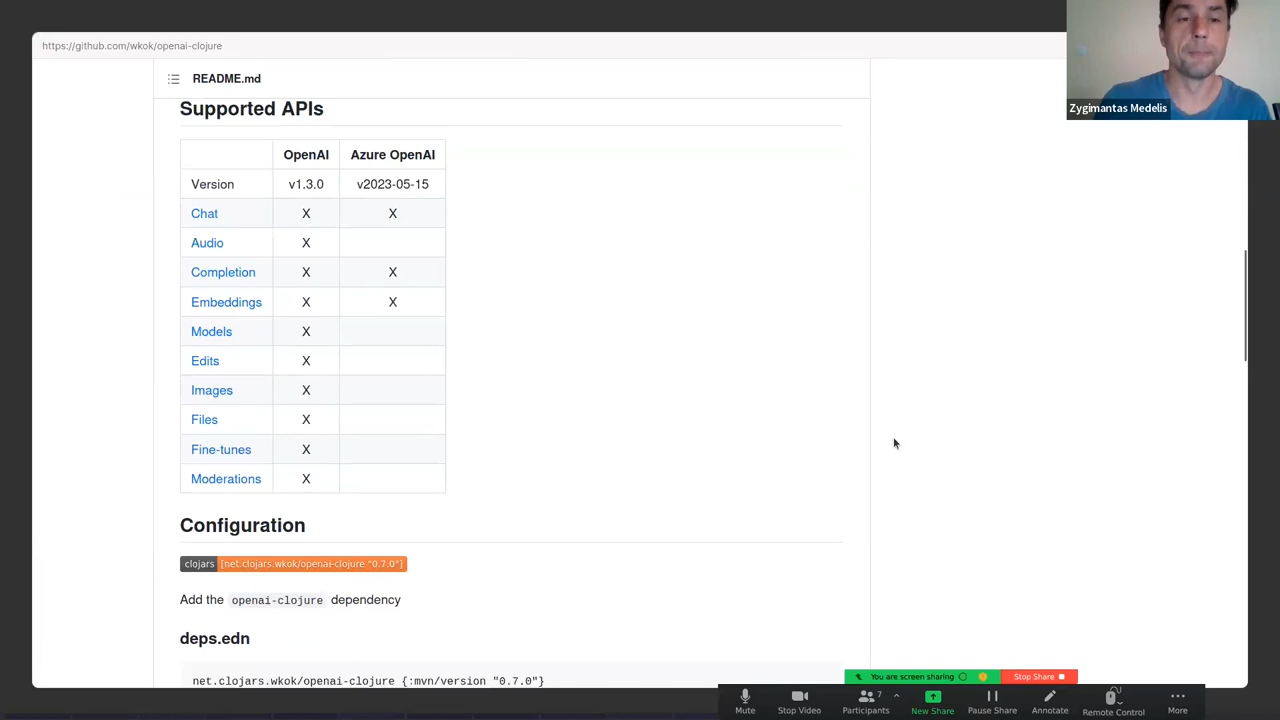 https://github.com/wkok/openai-clojure
Zygimantas Medelis
README.md
Supported APIs
OpenAI Azure OpenAI
Version v1.3.0 v2023-05-15
Chat X X
Audio X
Completion X X
Embeddings X X
Models X
Edits X
Images X
Files X
Fine-tunes X
Moderations X
Configuration
clojars [net.clojars.wkok/openai-clojure "0.7.0"]
Add the openai-clojure dependency
deps.edn
net.clojars.wkok/openai-clojure {:mvn/version "0.7.0"}
You are screen sharing Stop Share
Mute Stop Video Participants 7 New Share Pause Share Annotate Remote Control More